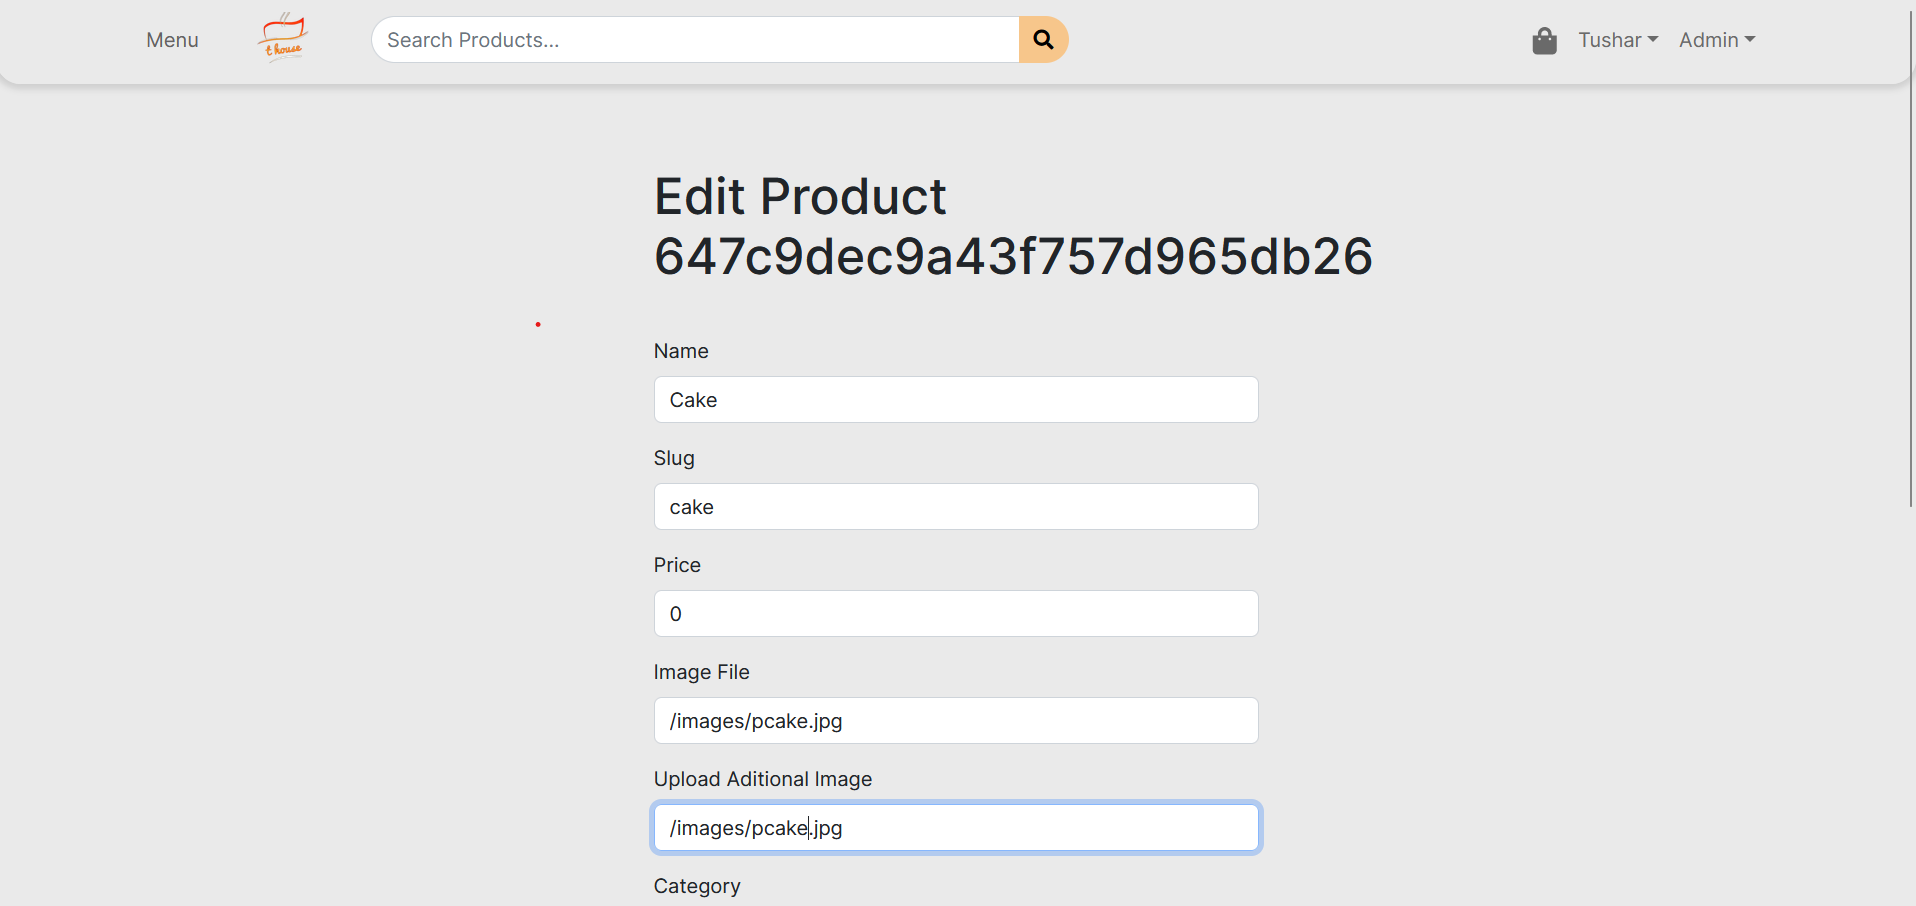 Menu
t house
Search Products...
Tushar
Admin
Edit Product
647c9dec9a43f757d965db26
Name
Cake
Slug
cake
Price
0
Image File
/images/pcake.jpg
Upload Aditional Image
/images/pcake.jpg
Category